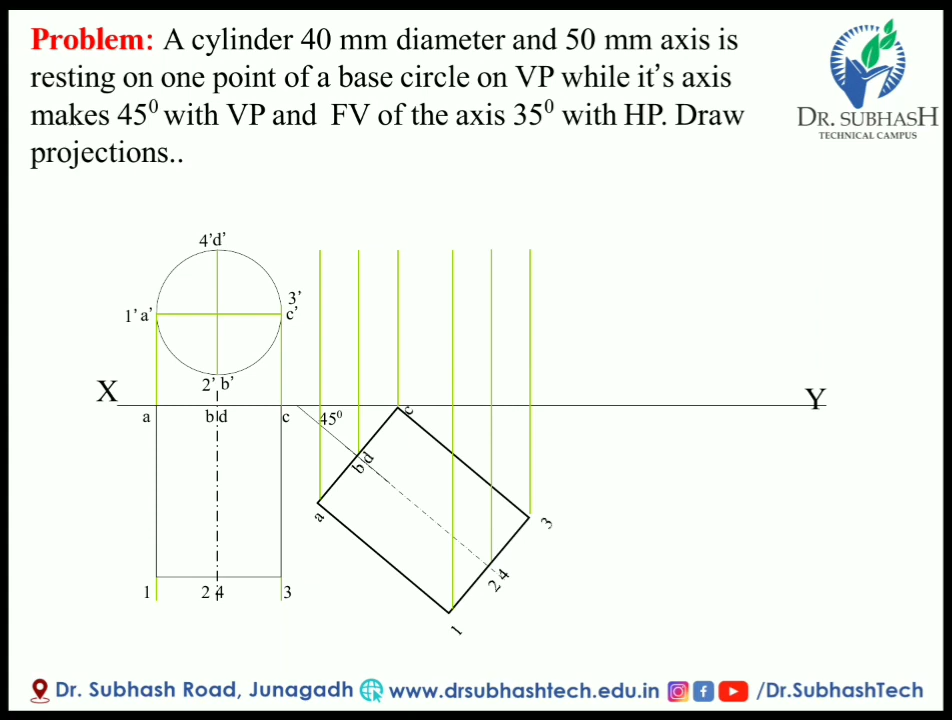 Problem: A cylinder 40 mm diameter and 50 mm axis is
resting on one point of a base circle on VP while it's axis
makes 45⁰ with VP and FV of the axis 35⁰ with HP. Draw
projections..
DR. SUBHASH
TECHNICAL CAMPUS
4'd'
1'a'
3'
c'
2' b'
X
Y
a
b d
c
45⁰
c
b d
a
1
2 4
3
3
2 4
1
Dr. Subhash Road, Junagadh www.drsubhashtech.edu.in /Dr.SubhashTech